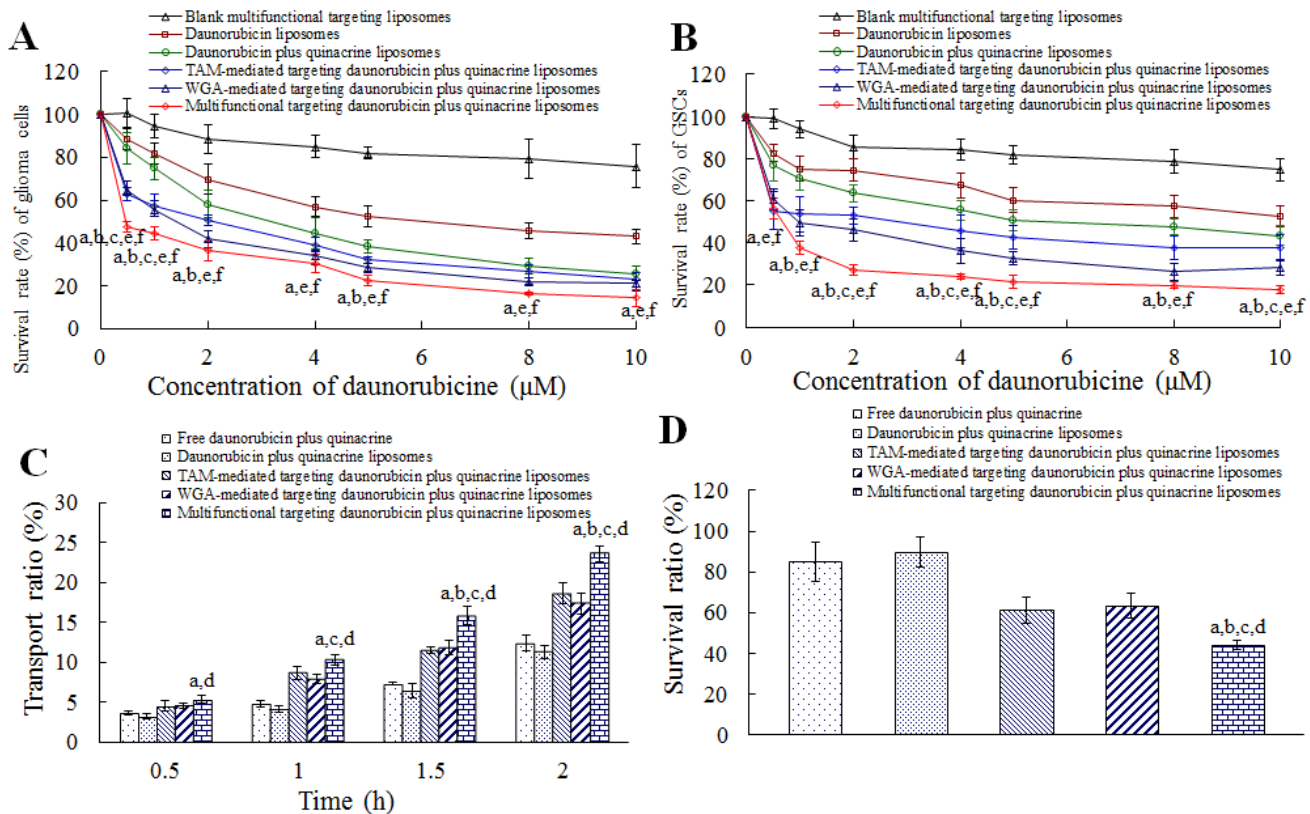 A
Blank multifunctional targeting liposomes
Daunorubicin liposomes
Daunorubicin plus quinacrine liposomes
TAM-mediated targeting daunorubicin plus quinacrine liposomes
WGA-mediated targeting daunorubicin plus quinacrine liposomes
Multifunctional targeting daunorubicin plus quinacrine liposomes
Survival rate (%) of glioma cells
120
100
80
60
40
20
0
a,b,c,e,f
a,b,c,e,f
a,b,e,f
a,e,f
a,b,e,f
a,e,f
a,e,f
0 2 4 6 8 10
Concentration of daunorubicine (μM)
B
Blank multifunctional targeting liposomes
Daunorubicin liposomes
Daunorubicin plus quinacrine liposomes
TAM-mediated targeting daunorubicin plus quinacrine liposomes
WGA-mediated targeting daunorubicin plus quinacrine liposomes
Multifunctional targeting daunorubicin plus quinacrine liposomes
Survival rate (%) of GSCs
120
100
80
60
40
20
0
a,e,f
a,b,e,f
a,b,c,e,f
a,b,c,e,f
a,b,c,e,f
a,b,e,f
a,b,c,e,f
0 2 4 6 8 10
Concentration of daunorubicine (μM)
C
Free daunorubicin plus quinacrine
Daunorubicin plus quinacrine liposomes
TAM-mediated targeting daunorubicin plus quinacrine liposomes
WGA-mediated targeting daunorubicin plus quinacrine liposomes
Multifunctional targeting daunorubicin plus quinacrine liposomes
Transport ratio (%)
30
25
20
15
10
5
0
a,d
a,c,d
a,b,c,d
a,b,c,d
0.5 1 1.5 2
Time (h)
D
Free daunorubicin plus quinacrine
Daunorubicin plus quinacrine liposomes
TAM-mediated targeting daunorubicin plus quinacrine liposomes
WGA-mediated targeting daunorubicin plus quinacrine liposomes
Multifunctional targeting daunorubicin plus quinacrine liposomes
Survival ratio (%)
120
100
80
60
40
20
0
a,b,c,d